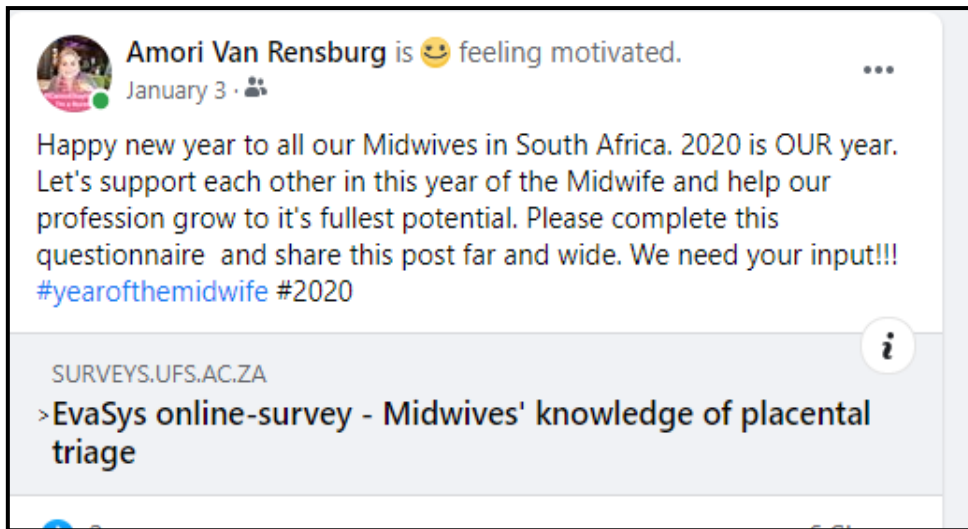 Amori Van Rensburg is feeling motivated.
January 3 ·
Happy new year to all our Midwives in South Africa. 2020 is OUR year.
Let's support each other in this year of the Midwife and help our
profession grow to it's fullest potential. Please complete this
questionnaire  and share this post far and wide. We need your input!!!
#yearofthemidwife #2020
i
SURVEYS.UFS.AC.ZA
>EvaSys online-survey - Midwives' knowledge of placental
triage